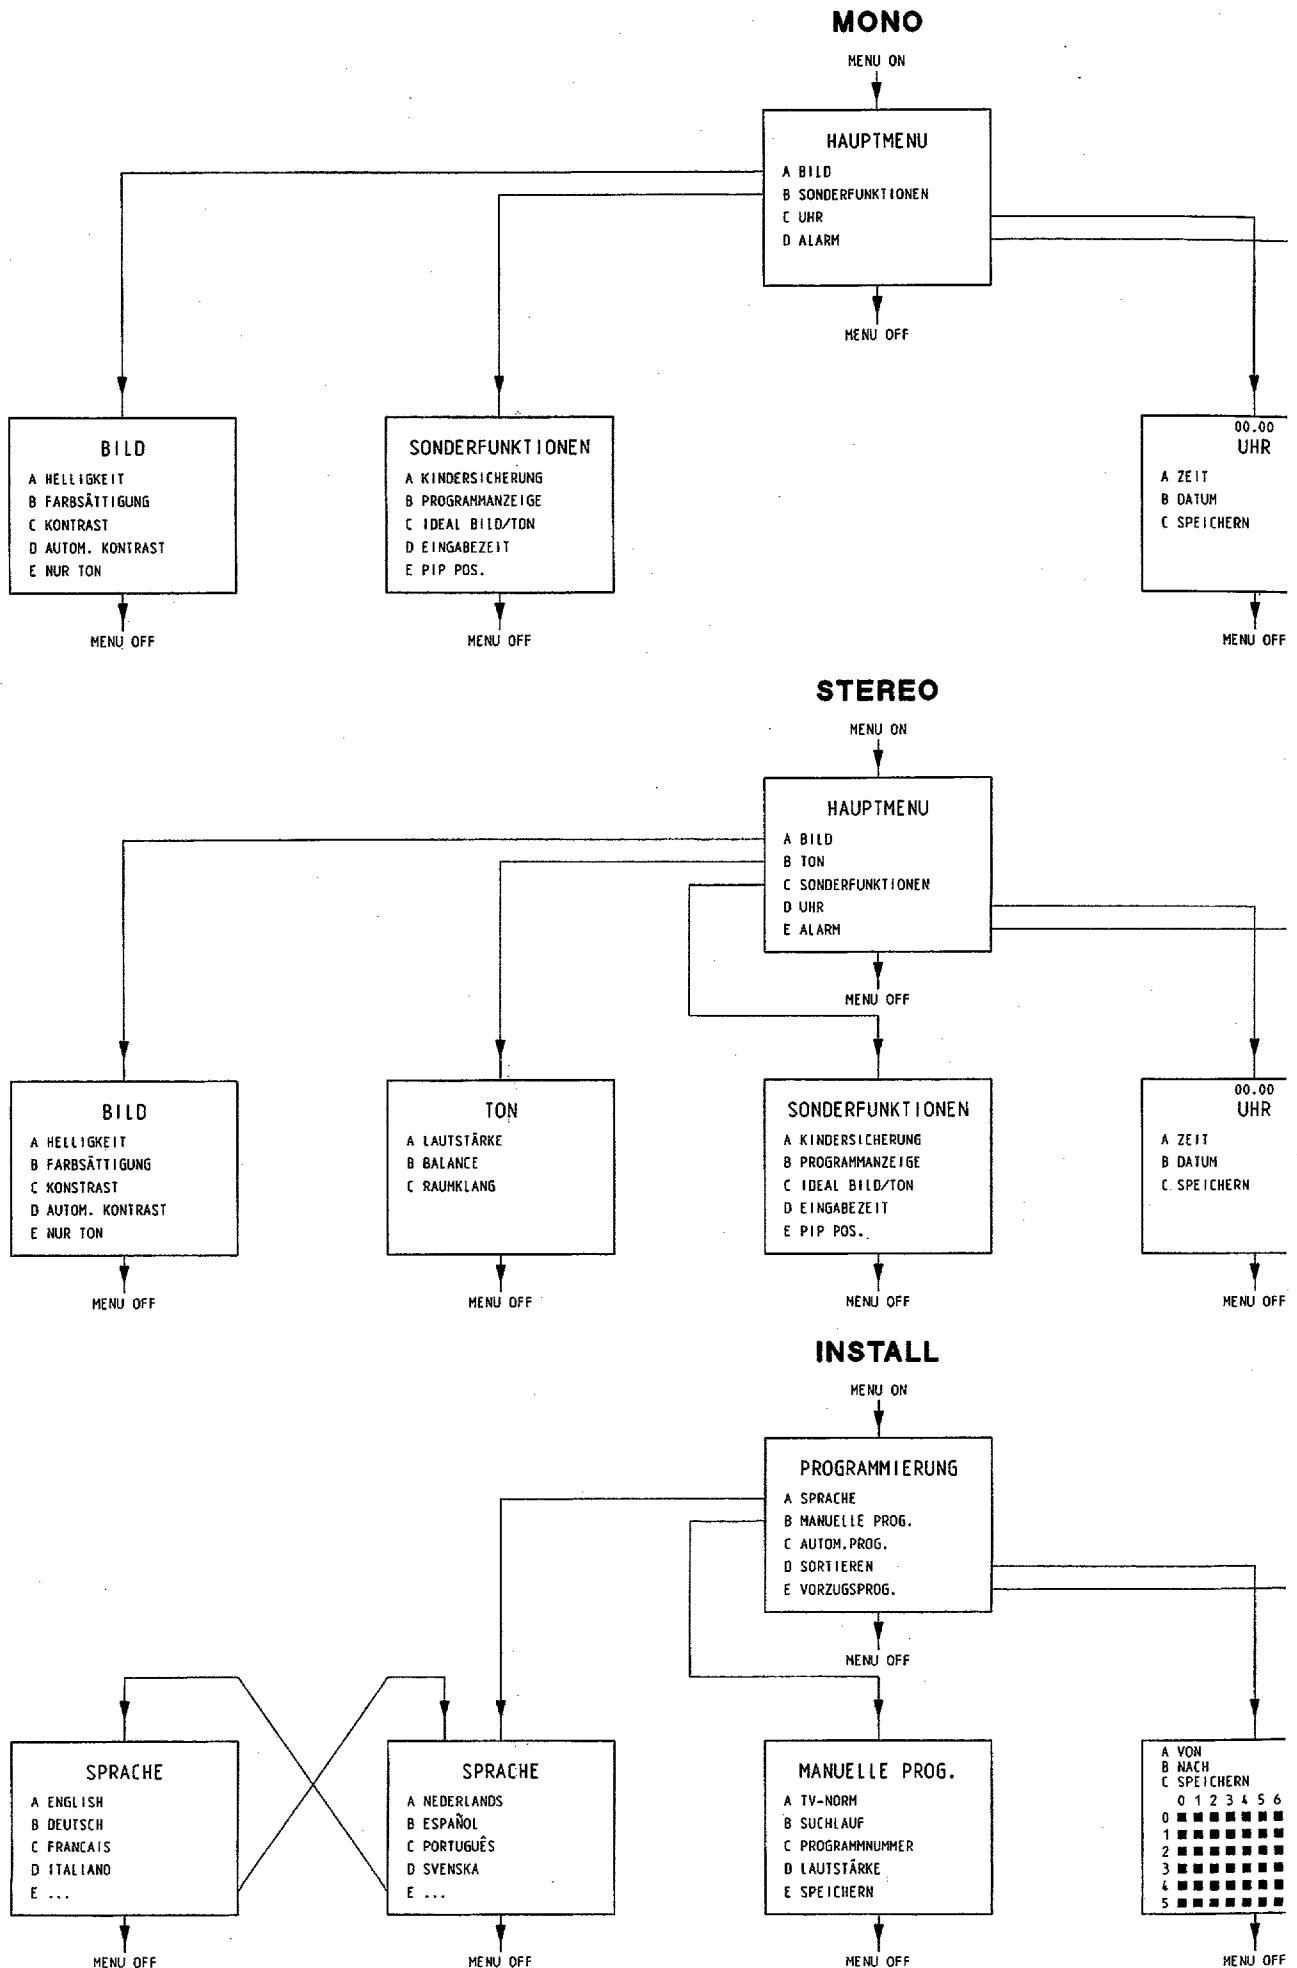 MONO
MENU ON
HAUPTMENU
A BILD
B SONDERFUNKTIONEN
C UHR
D ALARM
MENU OFF
BILD
A HELLIGKEIT
B FARBSÄTTIGUNG
C KONTRAST
D AUTOM. KONTRAST
E NUR TON
MENU OFF
SONDERFUNKTIONEN
A KINDERSICHERUNG
B PROGRAMMANZEIGE
C IDEAL BILD/TON
D EINGABEZEIT
E PIP POS.
MENU OFF
00.00
UHR
A ZEIT
B DATUM
C SPEICHERN
MENU OFF
STEREO
MENU ON
HAUPTMENU
A BILD
B TON
C SONDERFUNKTIONEN
D UHR
E ALARM
MENU OFF
BILD
A HELLIGKEIT
B FARBSÄTTIGUNG
C KONSTRAST
D AUTOM. KONTRAST
E NUR TON
MENU OFF
TON
A LAUTSTÄRKE
B BALANCE
C RAUMKLANG
MENU OFF
SONDERFUNKTIONEN
A KINDERSICHERUNG
B PROGRAMMANZEIGE
C IDEAL BILD/TON
D EINGABEZEIT
E PIP POS.
MENU OFF
00.00
UHR
A ZEIT
B DATUM
C SPEICHERN
MENU OFF
INSTALL
MENU ON
PROGRAMMIERUNG
A SPRACHE
B MANUELLE PROG.
C AUTOM.PROG.
D SORTIEREN
E VORZUGSPROG.
MENU OFF
SPRACHE
A ENGLISH
B DEUTSCH
C FRANCAIS
D ITALIANO
E ...
MENU OFF
SPRACHE
A NEDERLANDS
B ESPAÑOL
C PORTUGUÊS
D SVENSKA
E ...
MENU OFF
MANUELLE PROG.
A TV-NORM
B SUCHLAUF
C PROGRAMMNUMMER
D LAUTSTÄRKE
E SPEICHERN
MENU OFF
A VON
B NACH
C SPEICHERN
0 1 2 3 4 5 6
0
1
2
3
4
5
MENU OFF